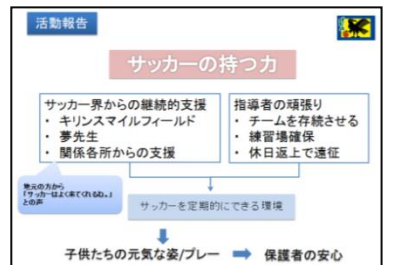 活動報告
サッカーの持つ力
サッカー界からの継続的支援
・ キリンスマイルフィールド
・ 夢先生
・ 関係各所からの支援
指導者の頑張り
・ チームを存続させる
・ 練習場確保
・ 休日返上で遠征
地元の方から
「サッカーはよく来てくれるね。」
との声
サッカーを定期的にできる環境
子供たちの元気な姿/プレー
保護者の安心